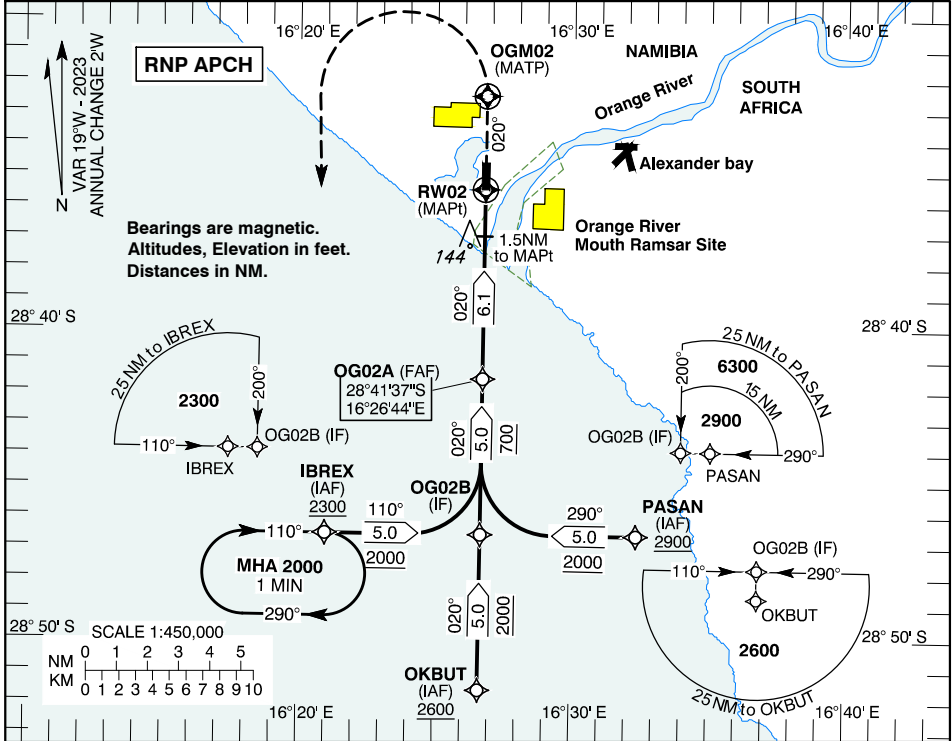 16°20' E
16°30' E
16°40' E
VAR 19°W - 2023
ANNUAL CHANGE 2'W
N
RNP APCH
OGM02
(MATP)
NAMIBIA
SOUTH
AFRICA
Orange River
020°
Alexander bay
RW02
(MAPt)
Bearings are magnetic.
Altitudes, Elevation in feet.
Distances in NM.
144
1.5NM
to MAPt
Orange River
Mouth Ramsar Site
020°
6.1
28° 40' S
28° 40' S
25 NM to IBREX
200°
2300
110°
OG02B (IF)
IBREX
OG02A (FAF)
28°41'37"S
16°26'44"E
25 NM to PASAN
6300
200°
15 NM
2900
OG02B (IF)
290°
PASAN
020°
5.0
700
IBREX
(IAF)
2300
OG02B
(IF)
110°
5.0
2000
290°
5.0
2000
PASAN
(IAF)
2900
110°
MHA 2000
1 MIN
290°
OG02B (IF)
110°
290°
OKBUT
2600
25 NM to OKBUT
020°
5.0
2000
28° 50' S
28° 50' S
SCALE 1:450,000
NM 0 1 2 3 4 5
KM 0 1 2 3 4 5 6 7 8 9 10
OKBUT
(IAF)
2600
16°20' E
16°30' E
16°40' E